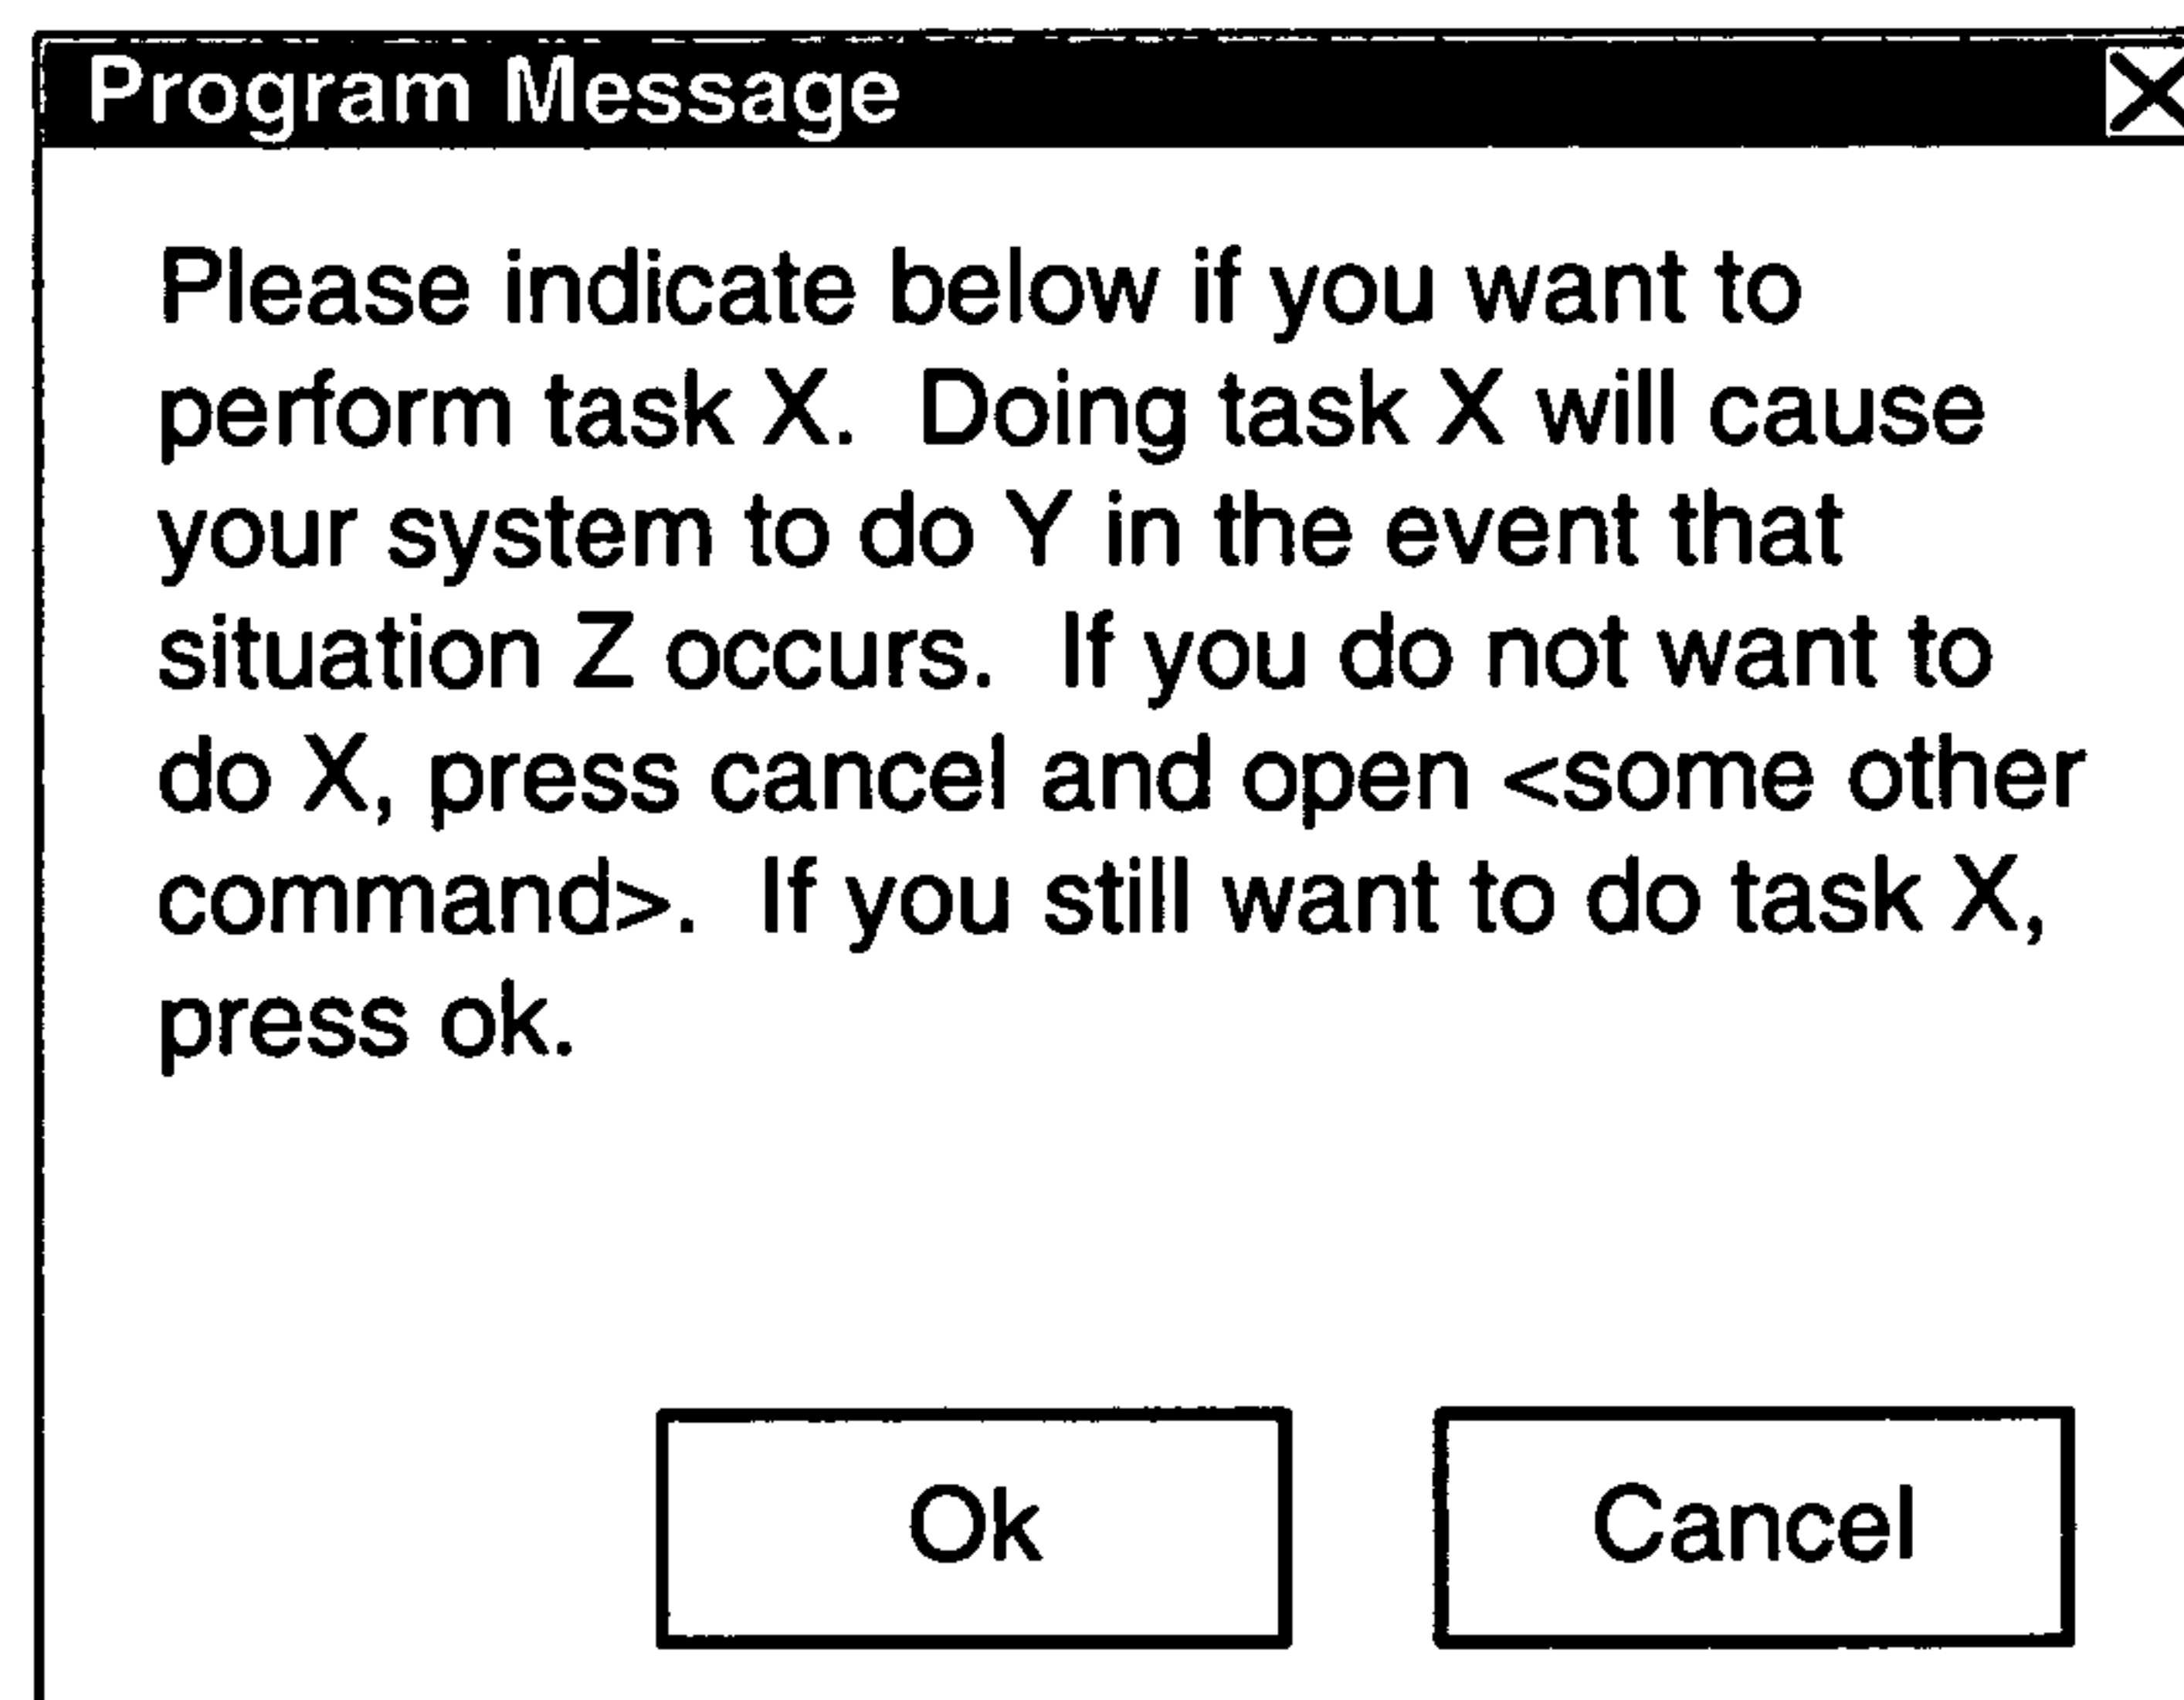 Program Message
Please indicate below if you want to
perform task X.  Doing task X will cause
your system to do Y in the event that
situation Z occurs.  If you do not want to
do X, press cancel and open <some other
command>.  If you still want to do task X,
press ok.
Ok
Cancel